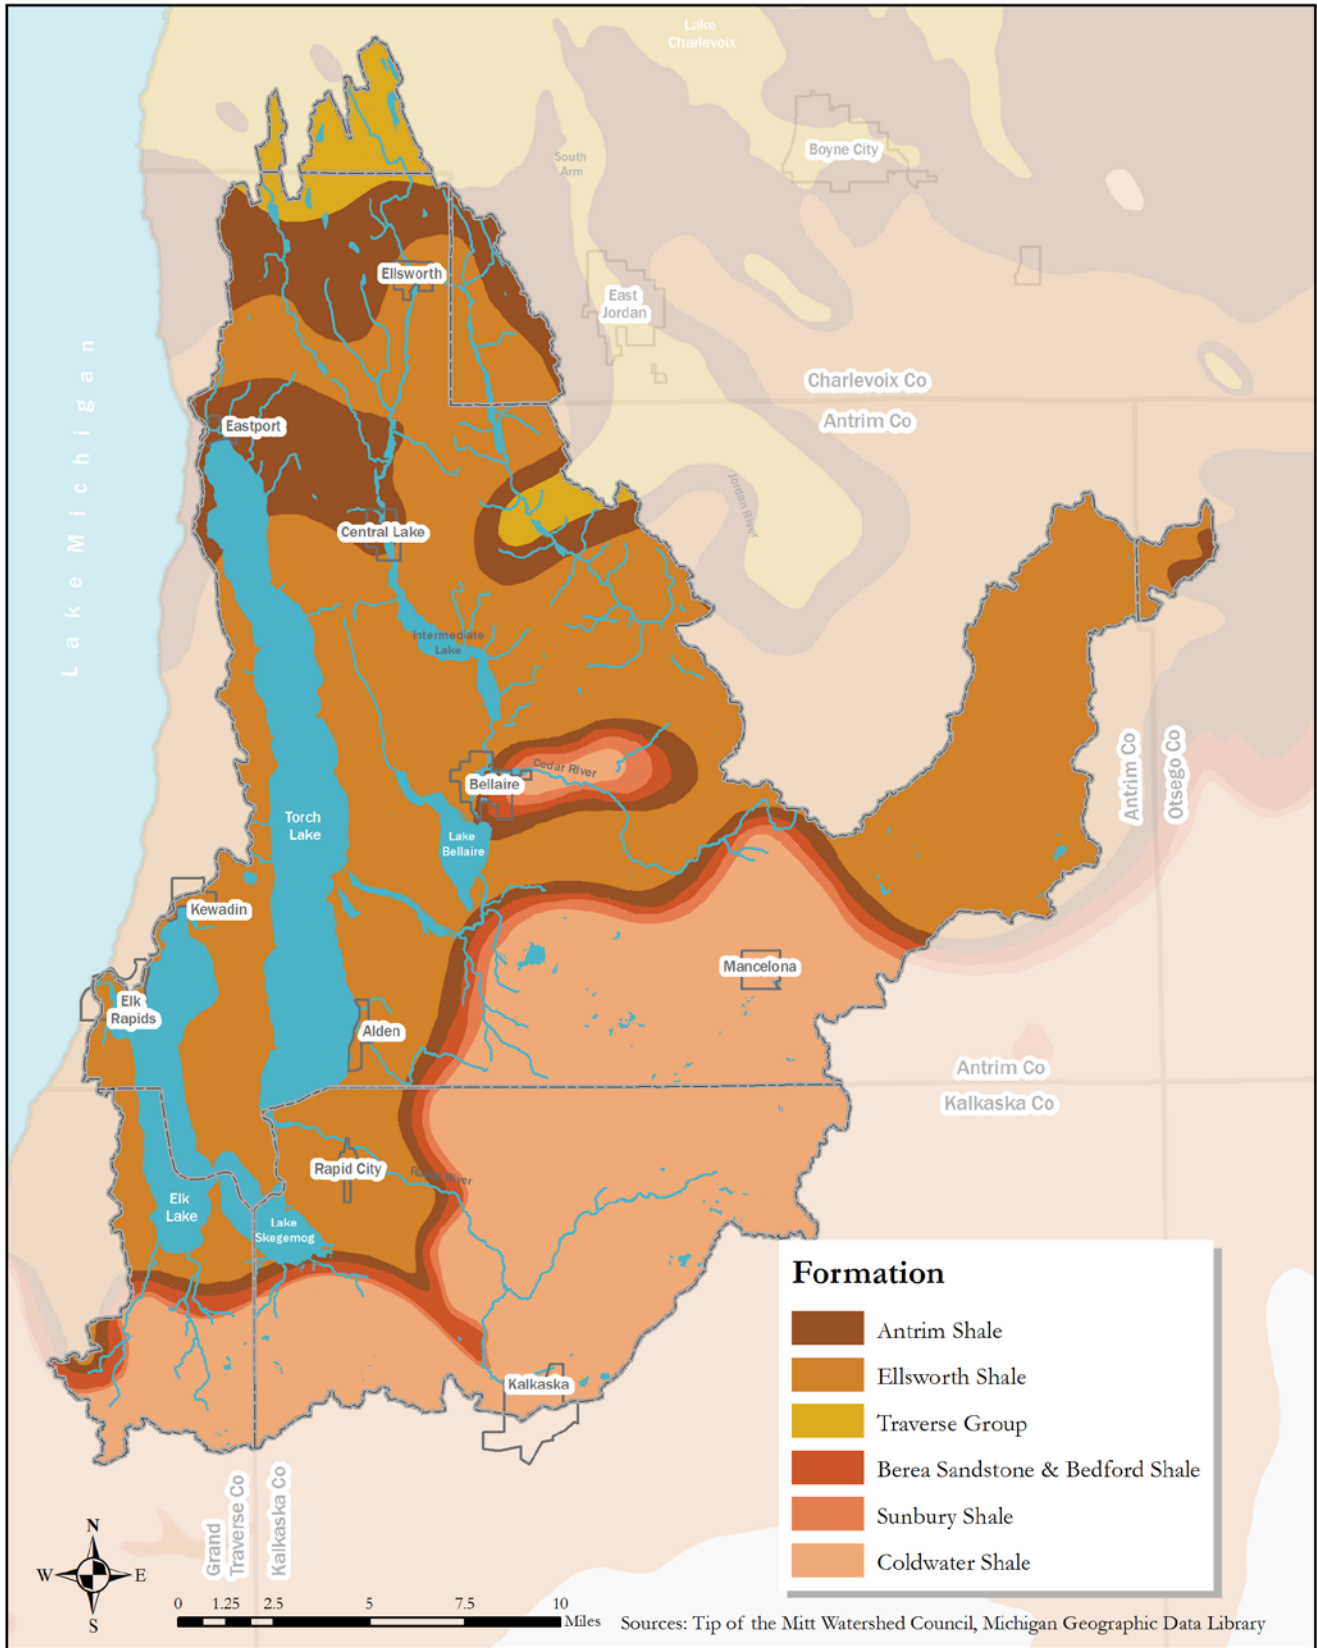 Lake
Charlevoix
Boyne City
South
Arm
Ellsworth
East
Jordan
Lake Michigan
Charlevoix Co
Antrim Co
Eastport
Jordan River
Central Lake
Intermediate
Lake
Antrim Co
Otsego Co
Cedar River
Bellaire
Torch
Lake
Lake
Bellaire
Kewadin
Mancelona
Elk
Rapids
Alden
Antrim Co
Kalkaska Co
Rapid City
Rapid River
Elk
Lake
Lake
Skegemog
Kalkaska
Formation
Antrim Shale
Ellsworth Shale
Traverse Group
Berea Sandstone & Bedford Shale
Sunbury Shale
Coldwater Shale
Grand
Traverse Co
Kalkaska Co
N
W E
S
0 1.25 2.5 5 7.5 10
Miles
Sources: Tip of the Mitt Watershed Council, Michigan Geographic Data Library